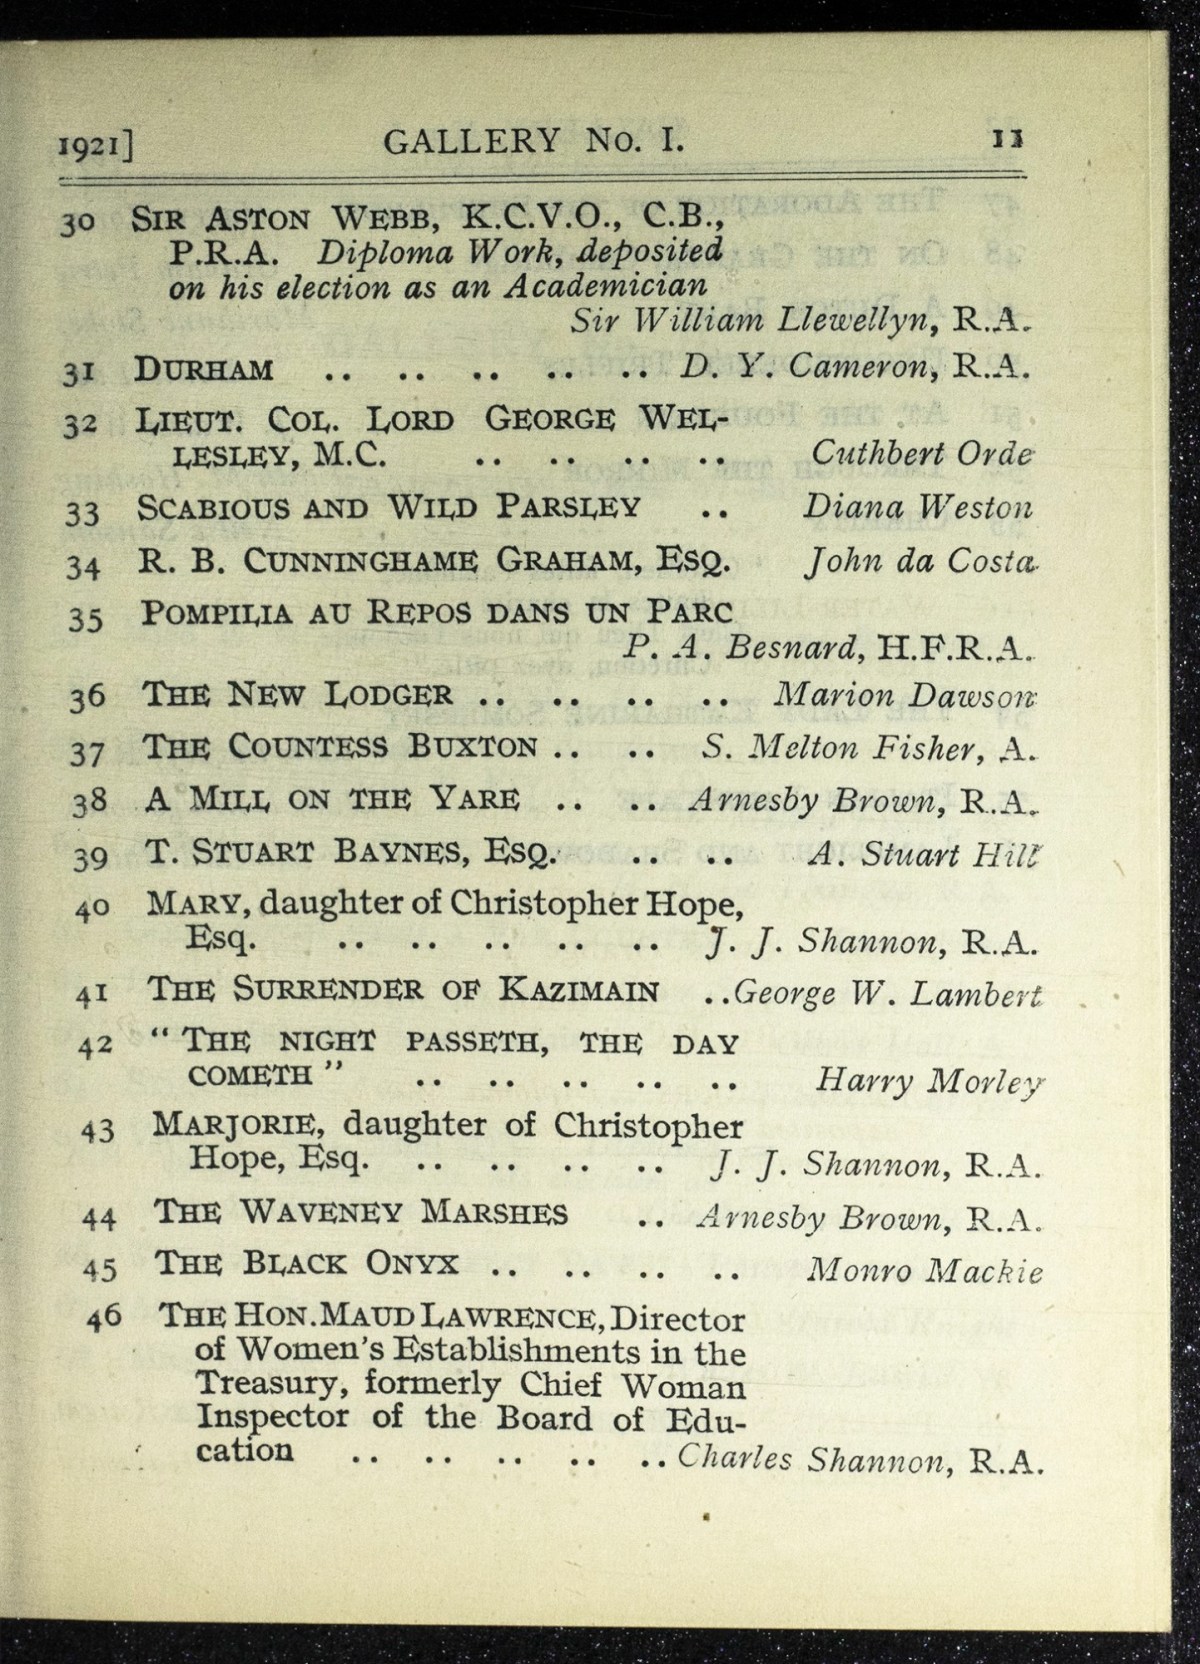 1921] GALLERY No. I. 11
30 SIR ASTON WEBB, K.C.V.O., C.B.,
P.R.A. Diploma Work, deposited
on his election as an Academician
Sir William Llewellyn, R.A.
31 DURHAM .. .. .. .. .. D. Y. Cameron, R.A.
32 LIEUT. COL. LORD GEORGE WEL-
LESLEY, M.C. .. .. .. .. Cuthbert Orde
33 SCABIOUS AND WILD PARSLEY .. Diana Weston
34 R. B. CUNNINGHAME GRAHAM, ESQ. John da Costa
35 POMPILIA AU REPOS DANS UN PARC
P. A. Besnard, H.F.R.A.
36 THE NEW LODGER .. .. .. .. Marion Dawson
37 THE COUNTESS BUXTON .. .. S. Melton Fisher, A.
38 A MILL ON THE YARE .. .. Arnesby Brown, R.A.
39 T. STUART BAYNES, ESQ. .. .. A. Stuart Hill
40 MARY, daughter of Christopher Hope,
Esq. .. .. .. .. .. J. J. Shannon, R.A.
41 THE SURRENDER OF KAZIMAIN .. George W. Lambert
42 “ THE NIGHT PASSETH, THE DAY
COMETH ” .. .. .. .. .. Harry Morley
43 MARJORIE, daughter of Christopher
Hope, Esq. .. .. .. .. J. J. Shannon, R.A.
44 THE WAVENEY MARSHES .. Arnesby Brown, R.A.
45 THE BLACK ONYX .. .. .. .. Monro Mackie
46 THE HON. MAUD LAWRENCE, Director
of Women's Establishments in the
Treasury, formerly Chief Woman
Inspector of the Board of Edu-
cation .. .. .. .. .. Charles Shannon, R.A.